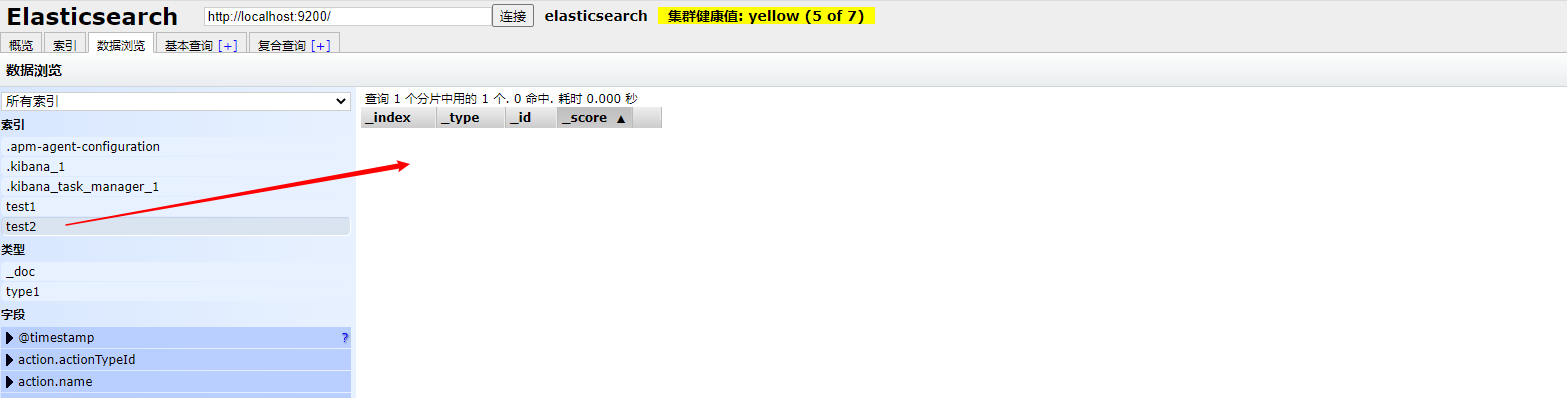 Elasticsearch http://localhost:9200/ 连接 elasticsearch 集群健康值: yellow (5 of 7)
概览 索引 数据浏览 基本查询 [+] 复合查询 [+]
数据浏览
所有索引
索引
.apm-agent-configuration
.kibana_1
.kibana_task_manager_1
test1
test2
类型
_doc
type1
字段
@timestamp ?
action.actionTypeId
action.name
查询 1 个分片中用的 1 个. 0 命中. 耗时 0.000 秒
_index _type _id _score ▲